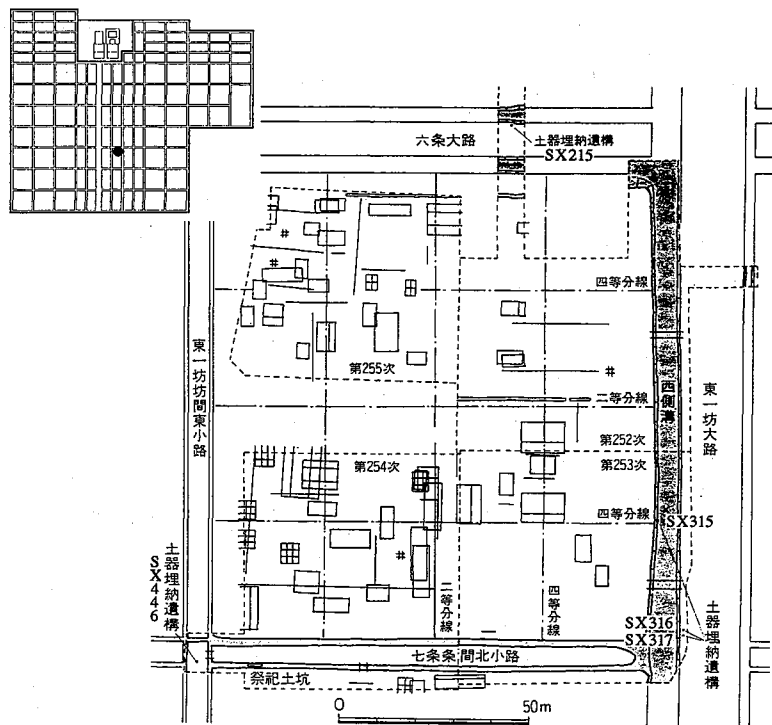 六条大路
土器埋納遺構
SX215
四等分線
東一坊坊間東小路
第255次
二等分線
西側溝
東一坊大路
第252次
第254次
第253次
四等分線
SX315
土器埋納遺構
SX446
二等分線
四等分線
SX316
SX317
土器埋納遺構
七条条間北小路
祭祀土坑
0
50m